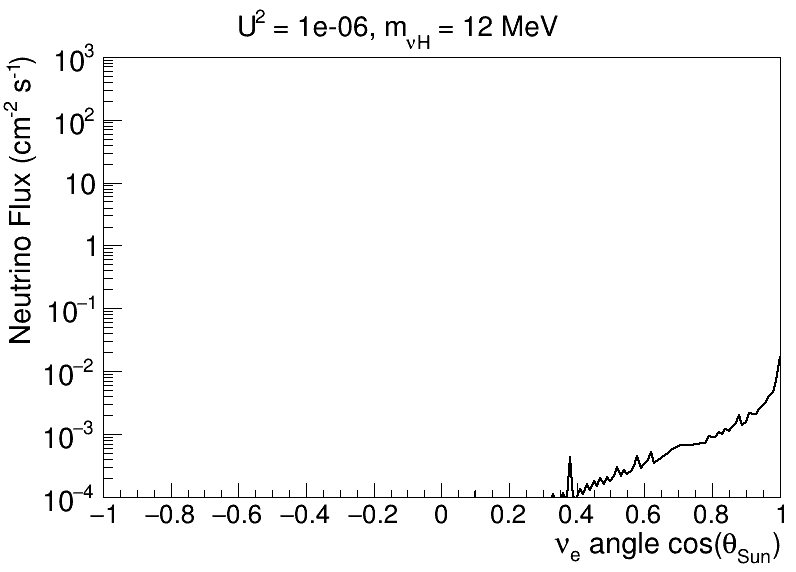 U² = 1e-06, m_νH = 12 MeV
Neutrino Flux (cm⁻² s⁻¹)
10³
10²
10
1
10⁻¹
10⁻²
10⁻³
10⁻⁴
−1 −0.8 −0.6 −0.4 −0.2 0 0.2 0.4 0.6 0.8 1
ν_e angle cos(θ_Sun)